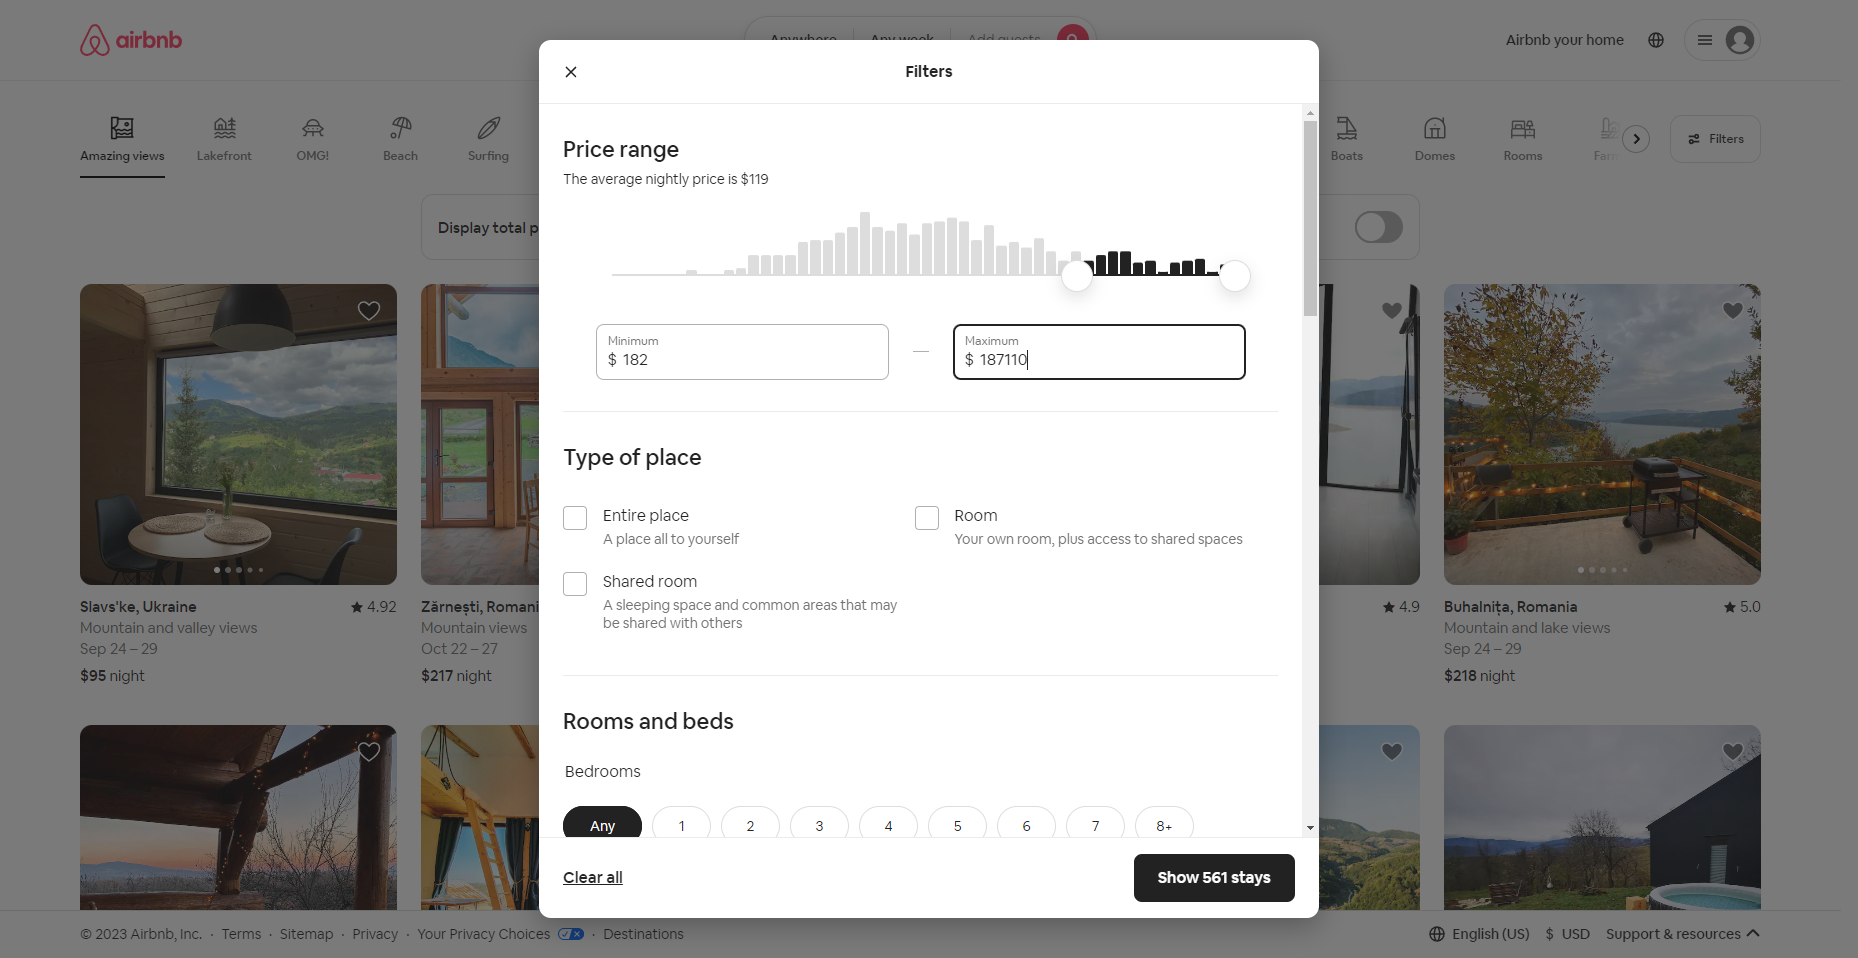 airbnb
Anywhere
Any week
Add guests
Airbnb your home
Filters
Amazing views
Lakefront
OMG!
Beach
Surfing
Boats
Domes
Rooms
Filters
Display total p
Price range
The average nightly price is $119
Minimum
$ 182
—
Maximum
$ 187110
Type of place
Entire place
A place all to yourself
Room
Your own room, plus access to shared spaces
Shared room
A sleeping space and common areas that may
be shared with others
Slavs'ke, Ukraine
4.92
Mountain and valley views
Sep 24 – 29
$95 night
Zărnești, Romani
Mountain views
Oct 22 – 27
$217 night
4.9
Buhalnița, Romania
5.0
Mountain and lake views
Sep 24 – 29
$218 night
Rooms and beds
Bedrooms
Any
1
2
3
4
5
6
7
8+
Clear all
Show 561 stays
© 2023 Airbnb, Inc. · Terms · Sitemap · Privacy · Your Privacy Choices · Destinations
English (US)
$ USD
Support & resources